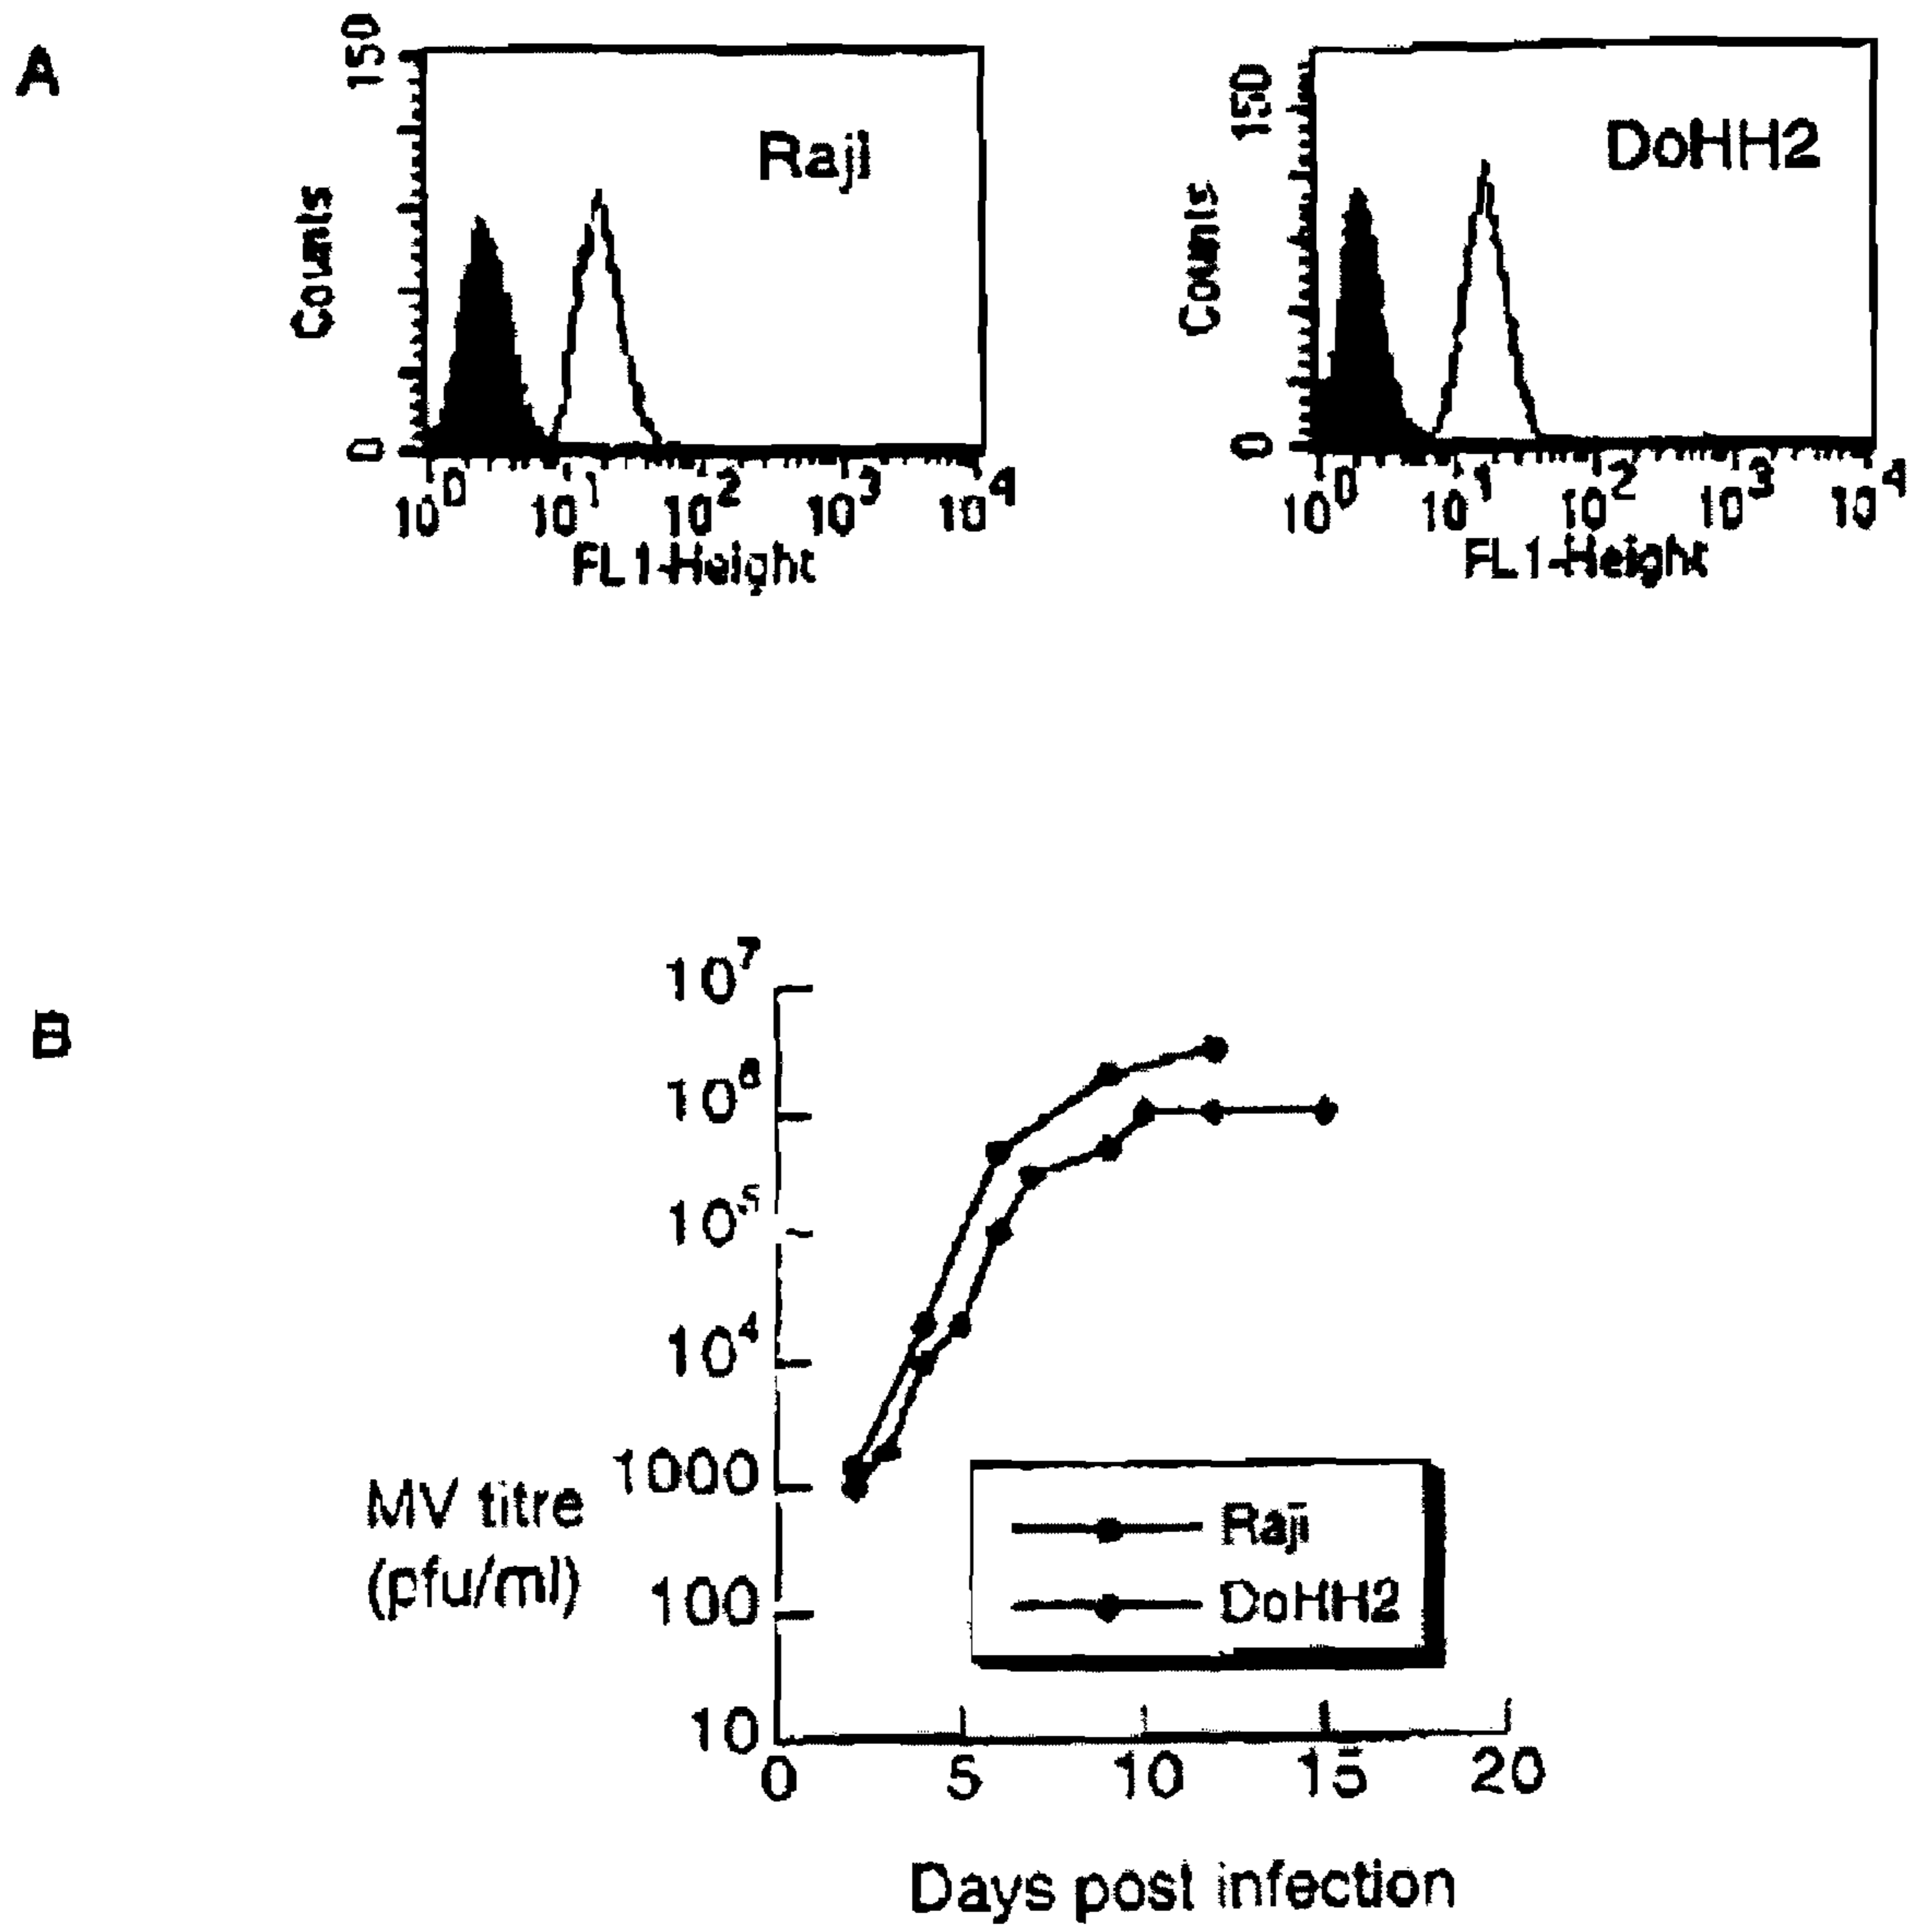 A
150
Counts
0
Raji
10^0 10^1 10^2 10^3 10^4
FL1-Height
150
Counts
0
DoHH2
10^0 10^1 10^2 10^3 10^4
FL1-Height
B
10^7
10^6
10^5
10^4
1000
100
10
MV titre
(pfu/ml)
Raji
DoHH2
0 5 10 15 20
Days post infection